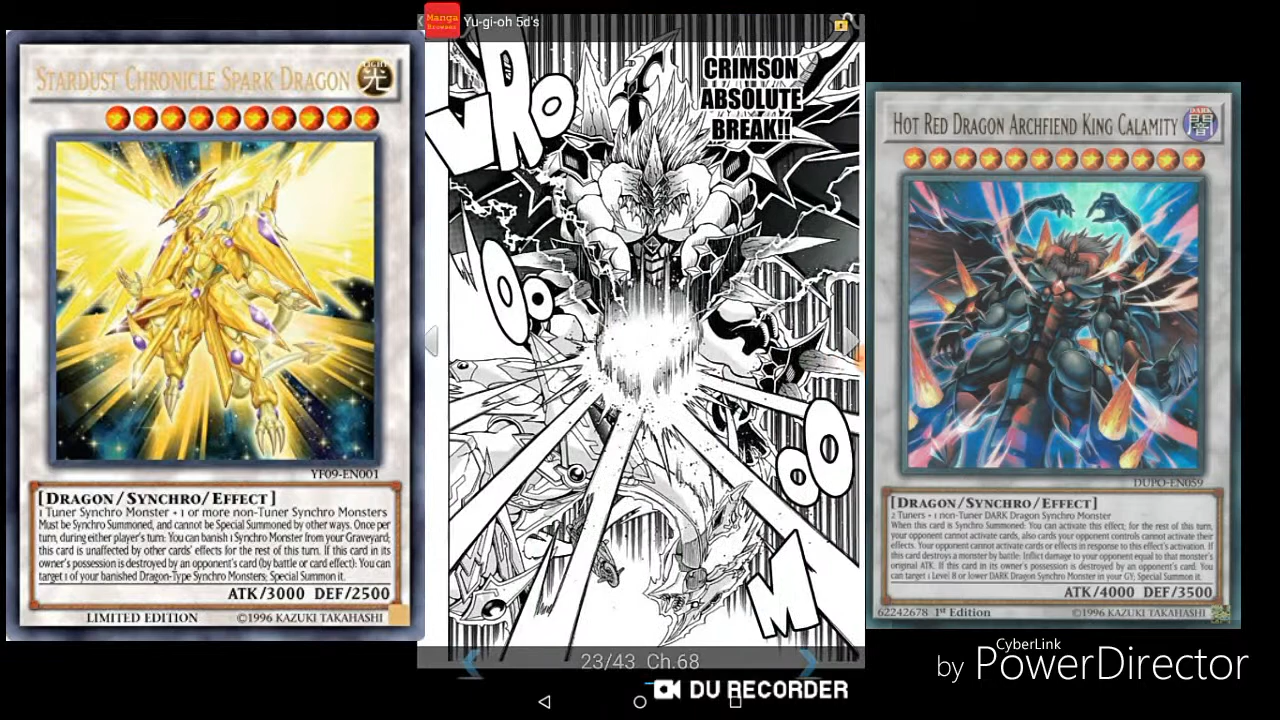 STARDUST CHRONICLE SPARK DRAGON
LIGHT
光
YF09-EN001
[DRAGON/SYNCHRO/EFFECT]
1 Tuner Synchro Monster + 1 or more non-Tuner Synchro Monsters
Must be Synchro Summoned, and cannot be Special Summoned by other ways. Once per
turn, during either player's turn: You can banish 1 Synchro Monster from your Graveyard;
this card is unaffected by other cards' effects for the rest of this turn. If this card in its
owner's possession is destroyed by an opponent's card (by battle or card effect): You can
target 1 of your banished Dragon-Type Synchro Monsters; Special Summon it.
ATK/3000 DEF/2500
LIMITED EDITION ©1996 KAZUKI TAKAHASHI
Manga
Browser
Yu-gi-oh 5d's
CRIMSON
ABSOLUTE
BREAK!!
VRO
OO
OO
M
23/43 Ch.68
DU RECORDER
HOT RED DRAGON ARCHFIEND KING CALAMITY
DARK
闇
DUPO-EN059
[DRAGON/SYNCHRO/EFFECT]
2 Tuners + 1 non-Tuner DARK Dragon Synchro Monster
When this card is Synchro Summoned: You can activate this effect; for the rest of this turn,
your opponent cannot activate cards, also cards your opponent controls cannot activate their
effects. Your opponent cannot activate cards or effects in response to this effect's activation. If
this card destroys a monster by battle: Inflict damage to your opponent equal to that monster's
original ATK. If this card in its owner's possession is destroyed by an opponent's card: You
can target 1 Level 8 or lower DARK Dragon Synchro Monster in your GY; Special Summon it.
ATK/4000 DEF/3500
62242678 1st Edition ©1996 KAZUKI TAKAHASHI
CyberLink
by PowerDirector